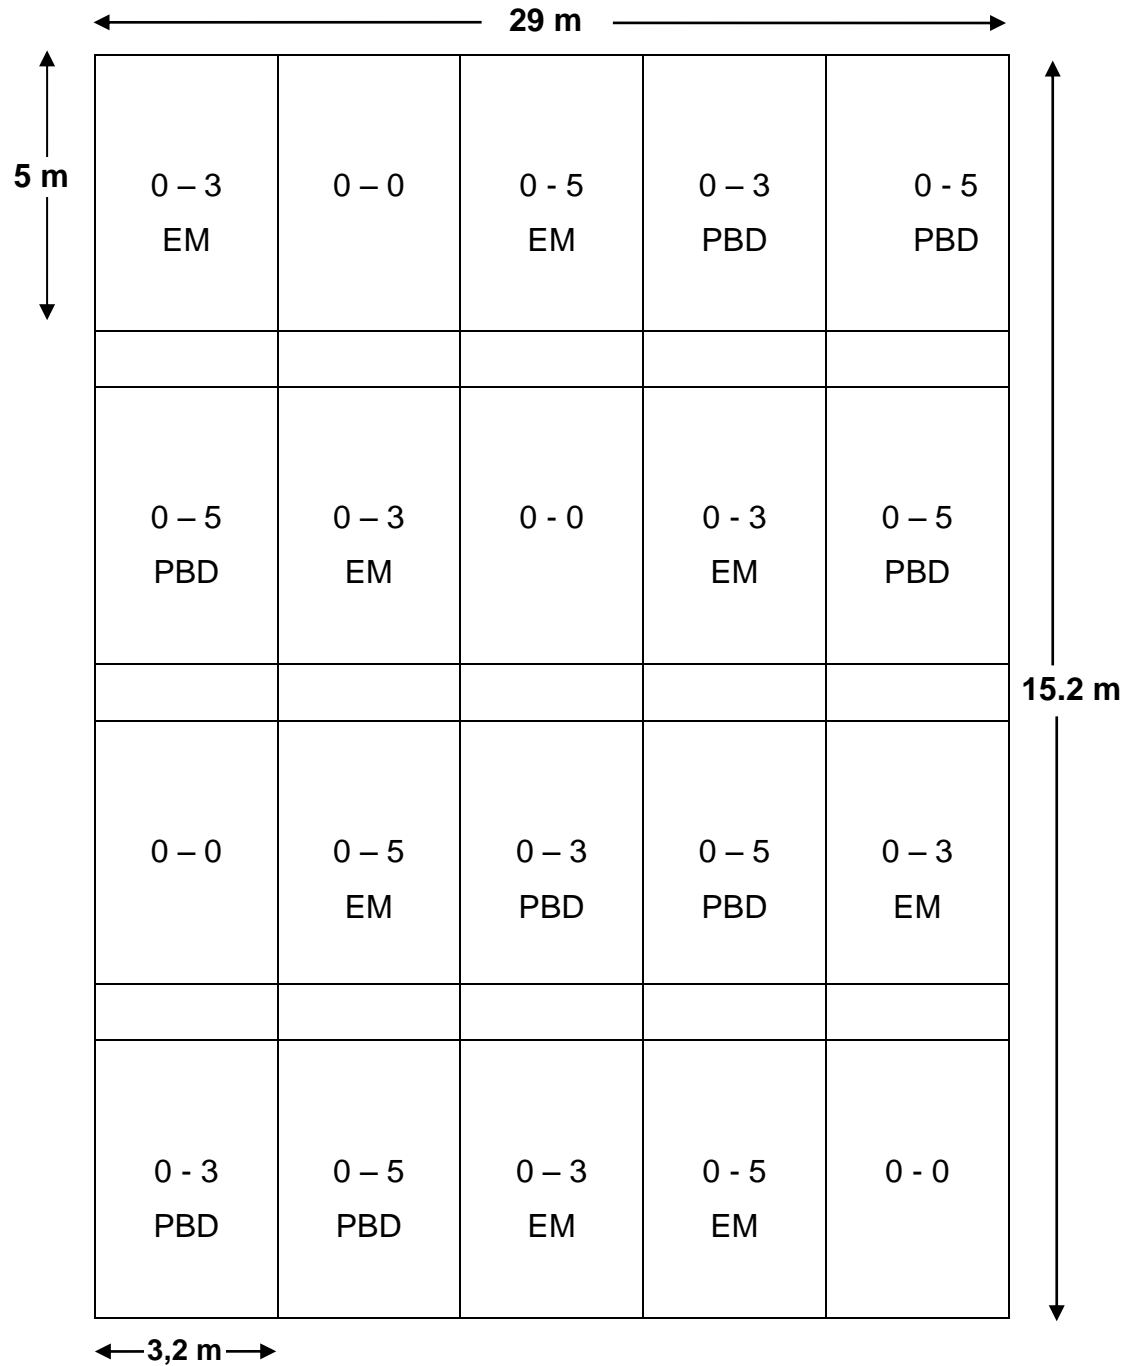 29 m
5 m
0 – 3
EM
0 – 0
0 - 5
EM
0 – 3
PBD
0 - 5
PBD
0 – 5
PBD
0 – 3
EM
0 - 0
0 - 3
EM
0 – 5
PBD
15.2 m
0 – 0
0 – 5
EM
0 – 3
PBD
0 – 5
PBD
0 – 3
EM
0 - 3
PBD
0 – 5
PBD
0 – 3
EM
0 - 5
EM
0 - 0
3,2 m